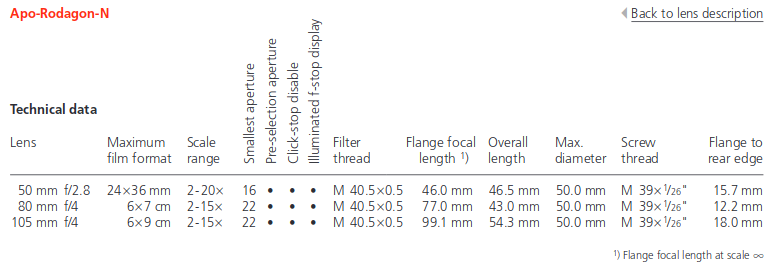 Apo-Rodagon-N
Back to lens description
Technical data
Smallest aperture
Pre-selection aperture
Click-stop disable
Illuminated f-stop display
Lens Maximum Scale Filter Flange focal Overall Max. Screw Flange to
film format range thread length ¹) length diameter thread rear edge
50 mm f/2.8 24×36 mm 2-20× 16 • • • M 40.5×0.5 46.0 mm 46.5 mm 50.0 mm M 39×1/26" 15.7 mm
80 mm f/4 6×7 cm 2-15× 22 • • • M 40.5×0.5 77.0 mm 43.0 mm 50.0 mm M 39×1/26" 12.2 mm
105 mm f/4 6×9 cm 2-15× 22 • • • M 40.5×0.5 99.1 mm 54.3 mm 50.0 mm M 39×1/26" 18.0 mm
¹) Flange focal length at scale ∞